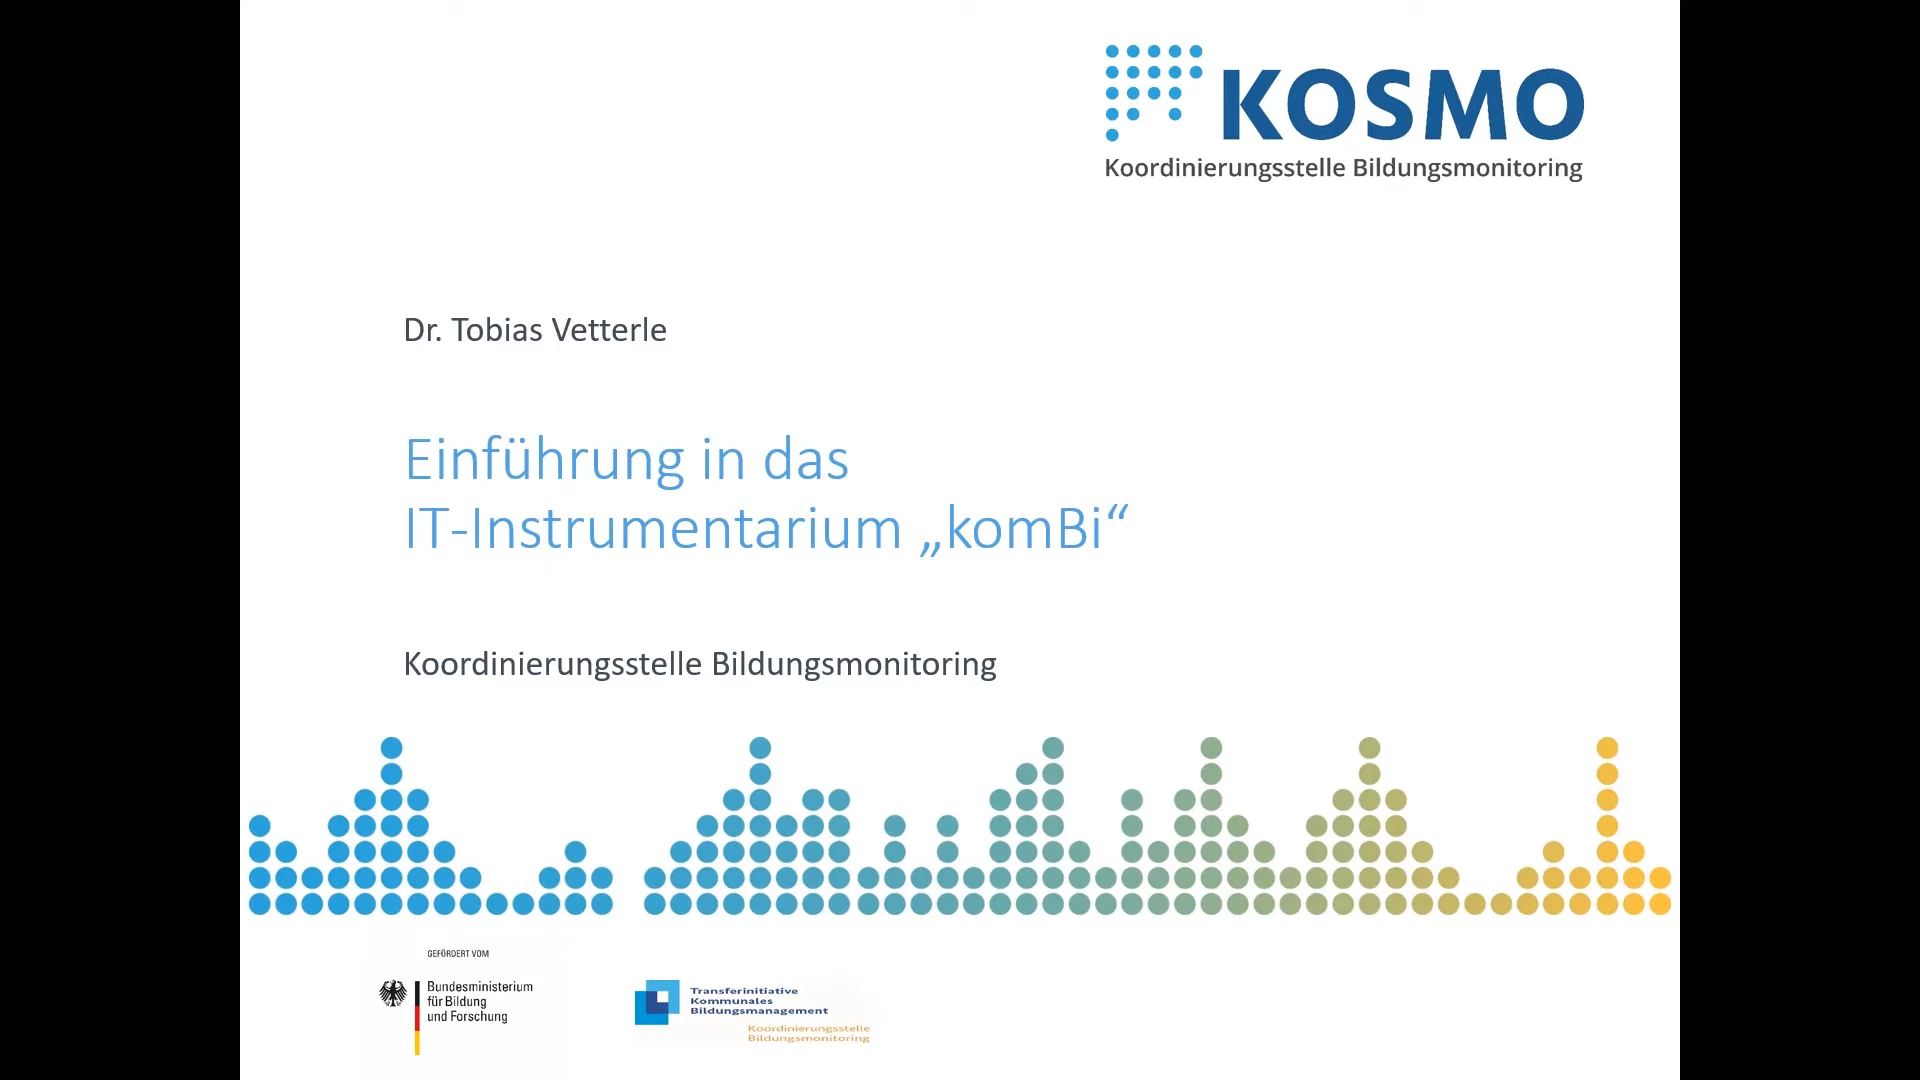 KOSMO
Koordinierungsstelle Bildungsmonitoring
Dr. Tobias Vetterle
Einführung in das
IT-Instrumentarium „komBi“
Koordinierungsstelle Bildungsmonitoring
GEFÖRDERT VOM
Bundesministerium
für Bildung
und Forschung
Transferinitiative
Kommunales
Bildungsmanagement
Koordinierungsstelle
Bildungsmonitoring